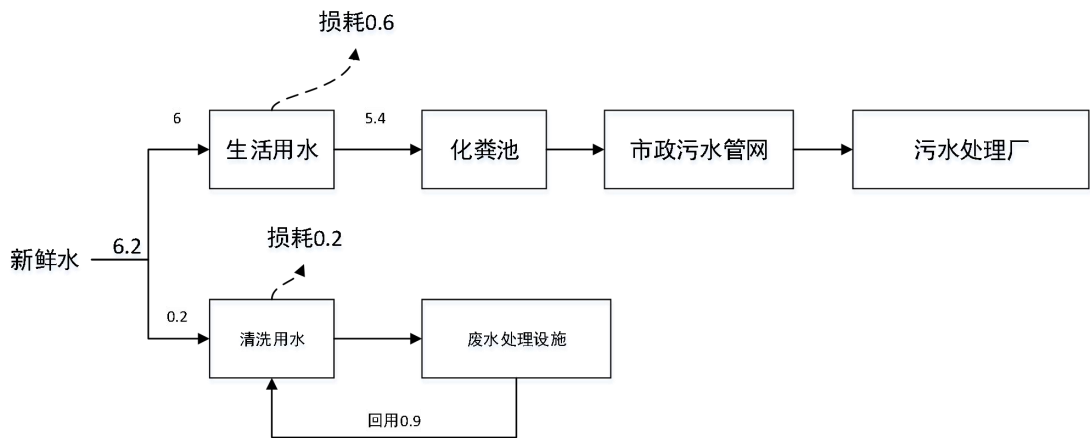 损耗0.6
6
生活用水
5.4
化粪池
市政污水管网
污水处理厂
新鲜水
6.2
损耗0.2
0.2
清洗用水
废水处理设施
回用0.9